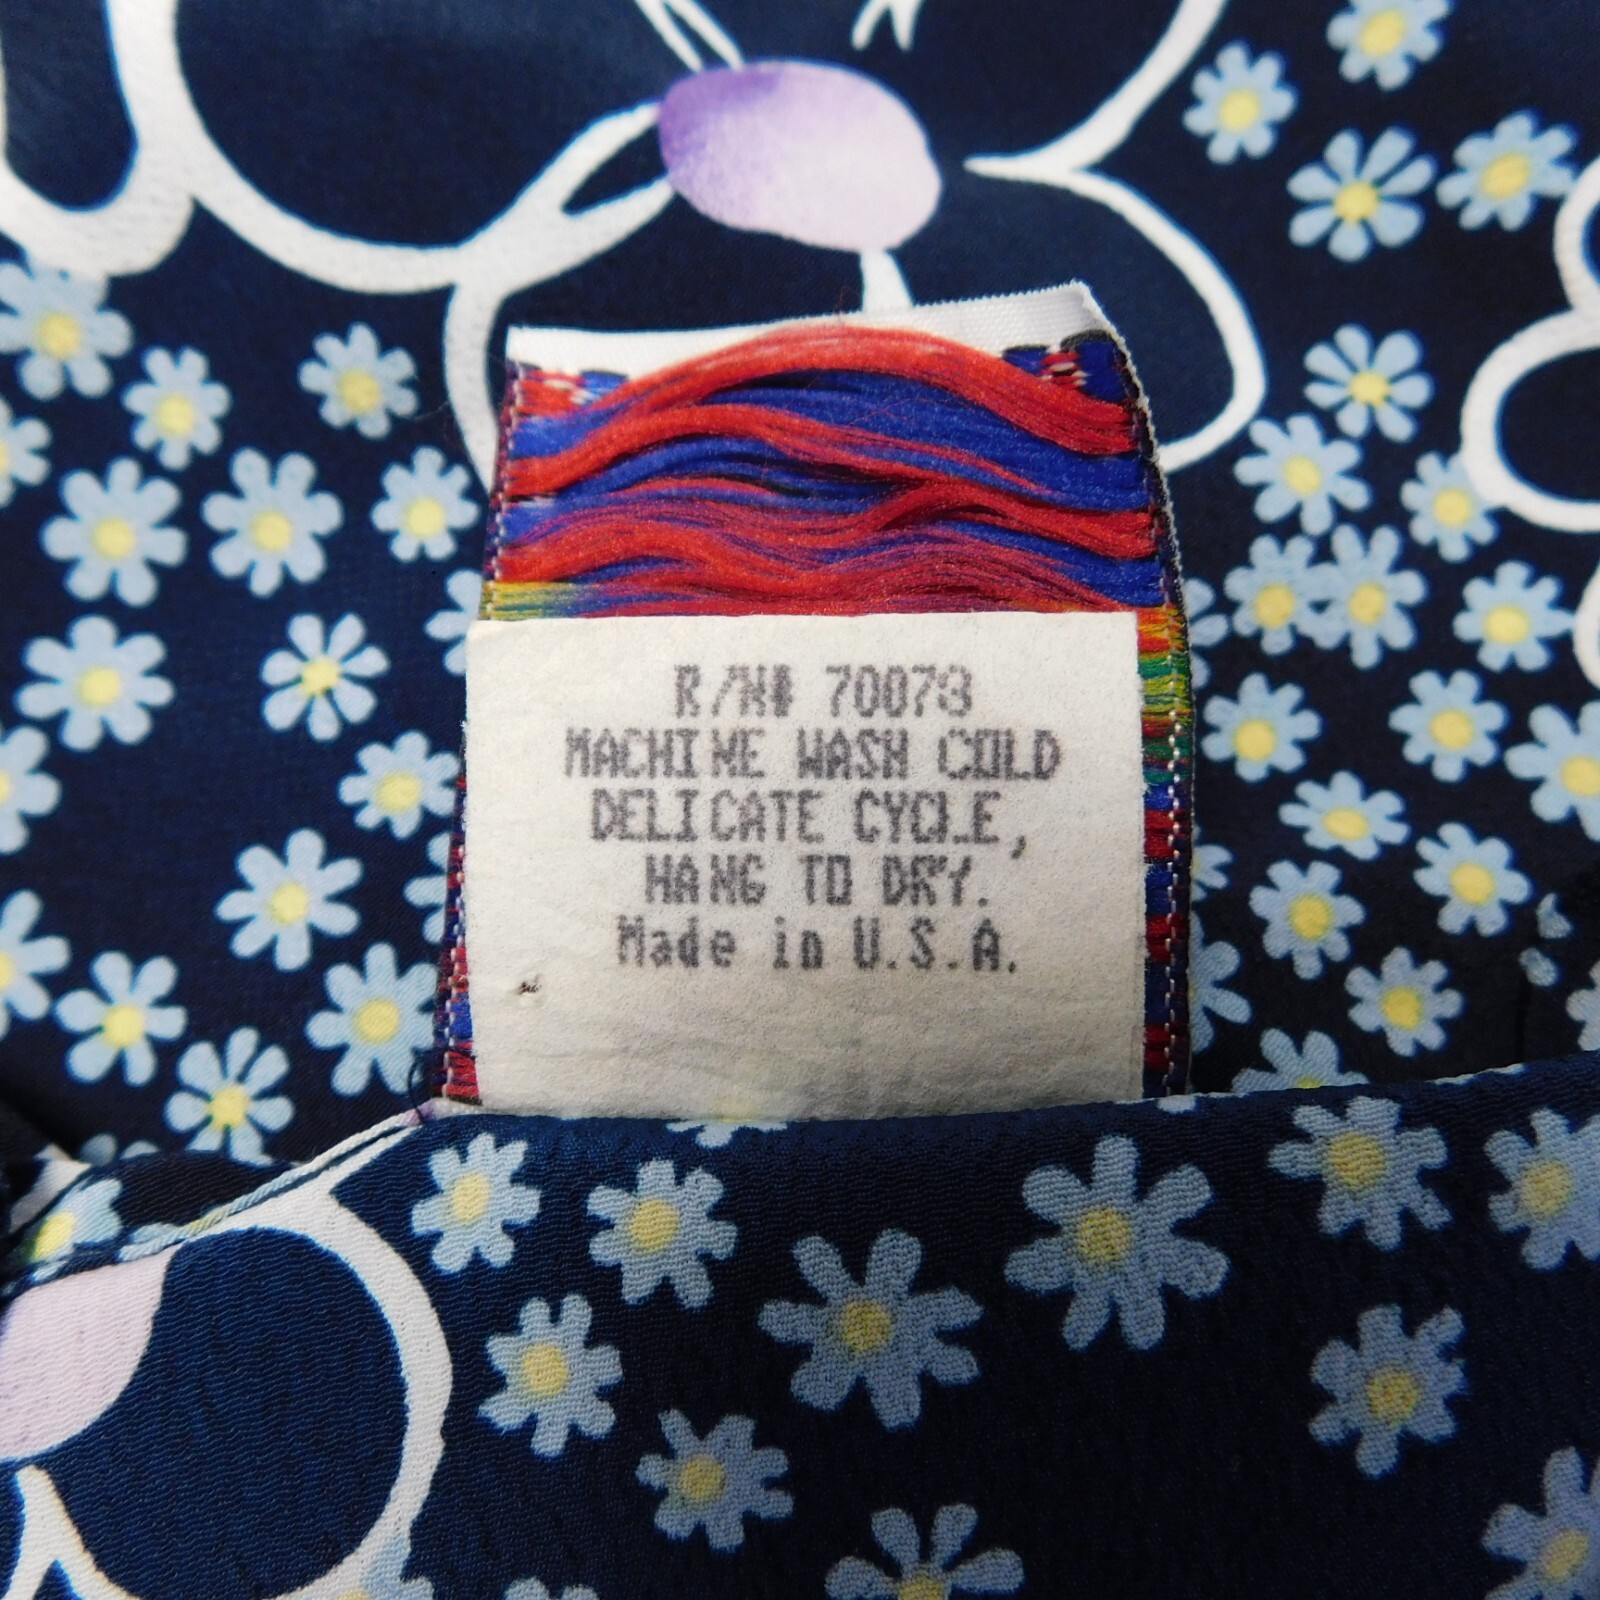 R/N# 70073
MACHINE WASH COLD
DELICATE CYCLE,
HANG TO DRY.
Made in U.S.A.